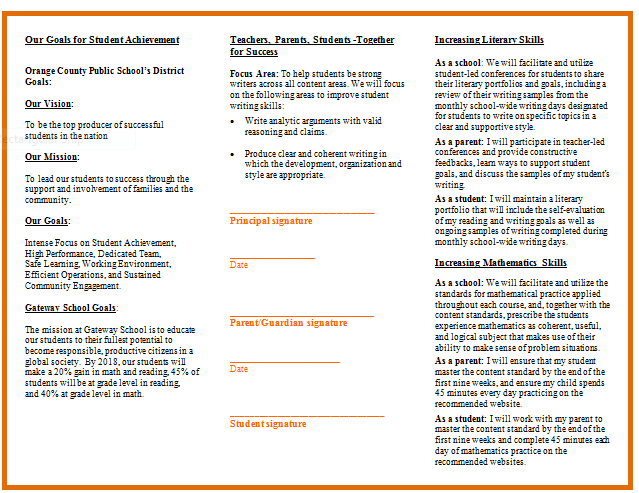 Our Goals for Student Achievement
Orange County Public School's District
Goals:
Our Vision:
To be the top producer of successful
students in the nation
Our Mission:
To lead our students to success through the
support and involvement of families and the
community.
Our Goals:
Intense Focus on Student Achievement,
High Performance, Dedicated Team,
Safe Learning, Working Environment,
Efficient Operations, and Sustained
Community Engagement.
Gateway School Goals:
The mission at Gateway School is to educate
our students to their fullest potential to
become responsible, productive citizens in a
global society. By 2018, our students will
make a 20% gain in math and reading, 45% of
students will be at grade level in reading,
and 40% at grade level in math.
Teachers, Parents, Students -Together
for Success
Focus Area: To help students be strong
writers across all content areas. We will focus
on the following areas to improve student
writing skills:
• Write analytic arguments with valid
reasoning and claims.
• Produce clear and coherent writing in
which the development, organization and
style are appropriate.
Principal signature
Date
Parent/Guardian signature
Date
Student signature
Increasing Literary Skills
As a school: We will facilitate and utilize
student-led conferences for students to share
their literary portfolios and goals, including a
review of their writing samples from the
monthly school-wide writing days designated
for students to write on specific topics in a
clear and supportive style.
As a parent: I will participate in teacher-led
conferences and provide constructive
feedbacks, learn ways to support student
goals, and discuss the samples of my student's
writing.
As a student: I will maintain a literary
portfolio that will include the self-evaluation
of my reading and writing goals as well as
ongoing samples of writing completed during
monthly school-wide writing days.
Increasing Mathematics Skills
As a school: We will facilitate and utilize the
standards for mathematical practice applied
throughout each course, and, together with the
content standards, prescribe the students
experience mathematics as coherent, useful,
and logical subject that makes use of their
ability to make sense of problem situations.
As a parent: I will ensure that my student
master the content standard by the end of the
first nine weeks, and ensure my child spends
45 minutes every day practicing on the
recommended website.
As a student: I will work with my parent to
master the content standard by the end of the
first nine weeks and complete 45 minutes each
day of mathematics practice on the
recommended websites.